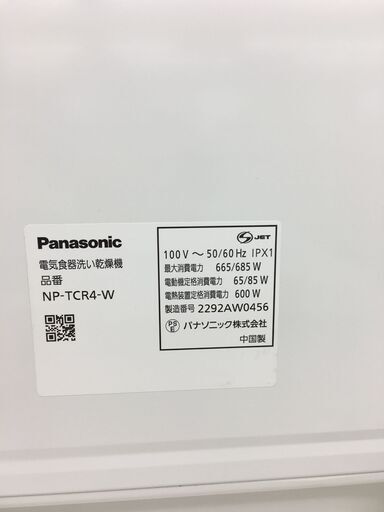 Panasonic
電気食器洗い乾燥機
品番
NP-TCR4-W
S JET
100V～50/60Hz IPX1
最大消費電力 665/685W
電動機定格消費電力 65/85W
電熱装置定格消費電力 600W
製造番号 2292AW0456
PSE パナソニック株式会社
中国製